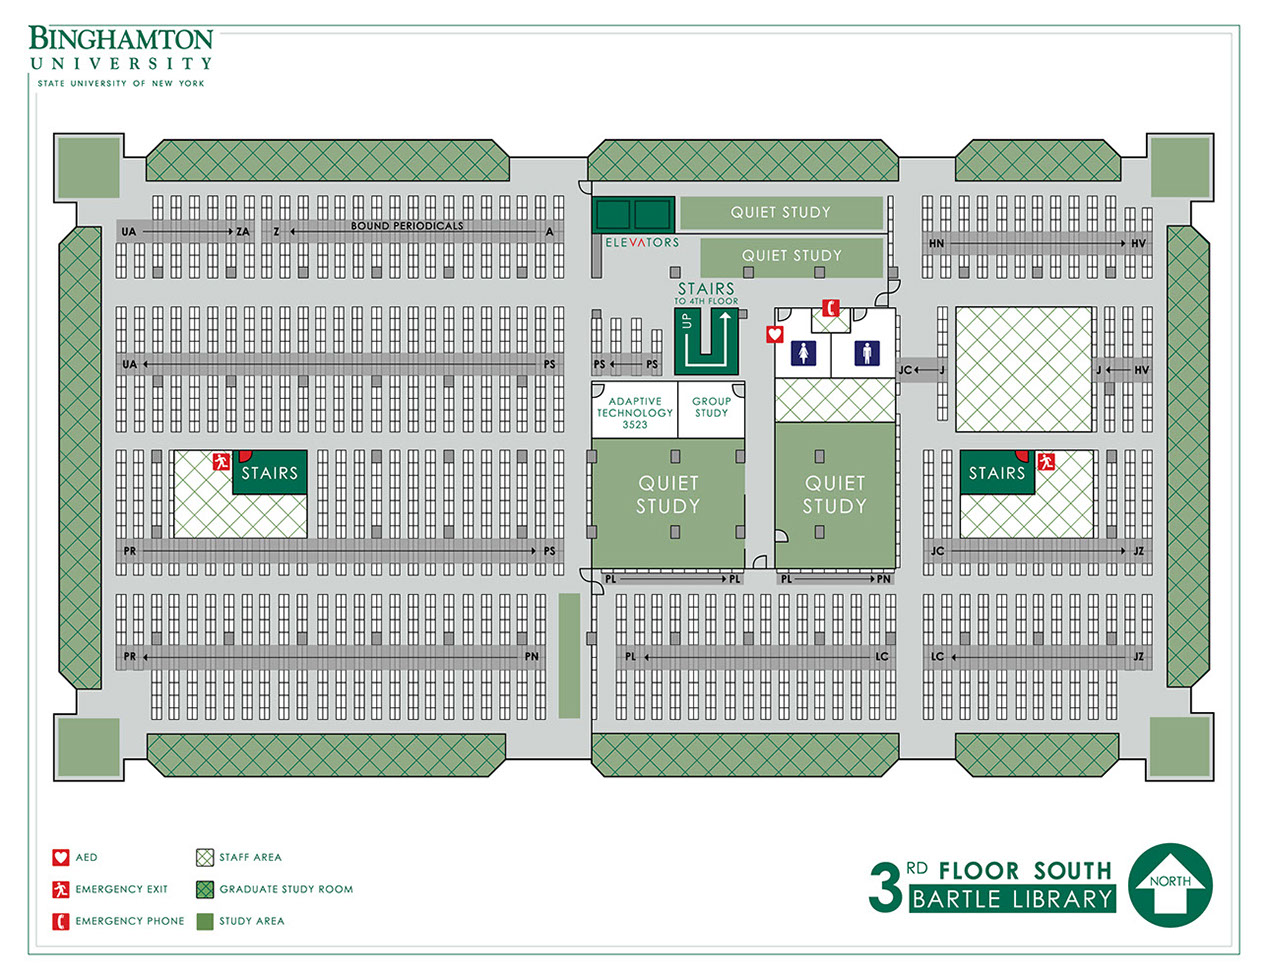 BINGHAMTON
UNIVERSITY
STATE UNIVERSITY OF NEW YORK
UA ZA Z BOUND PERIODICALS A
QUIET STUDY
ELEVATORS
QUIET STUDY
HN HV
STAIRS
TO 4TH FLOOR
UP
UA PS
PS PS
JC J
J HV
ADAPTIVE
TECHNOLOGY
3523
GROUP
STUDY
STAIRS
QUIET
STUDY
QUIET
STUDY
STAIRS
PR PS
JC JZ
PL PL
PL PN
PR PN
PL LC
LC JZ
AED
STAFF AREA
EMERGENCY EXIT
GRADUATE STUDY ROOM
EMERGENCY PHONE
STUDY AREA
3RD FLOOR SOUTH
BARTLE LIBRARY
NORTH